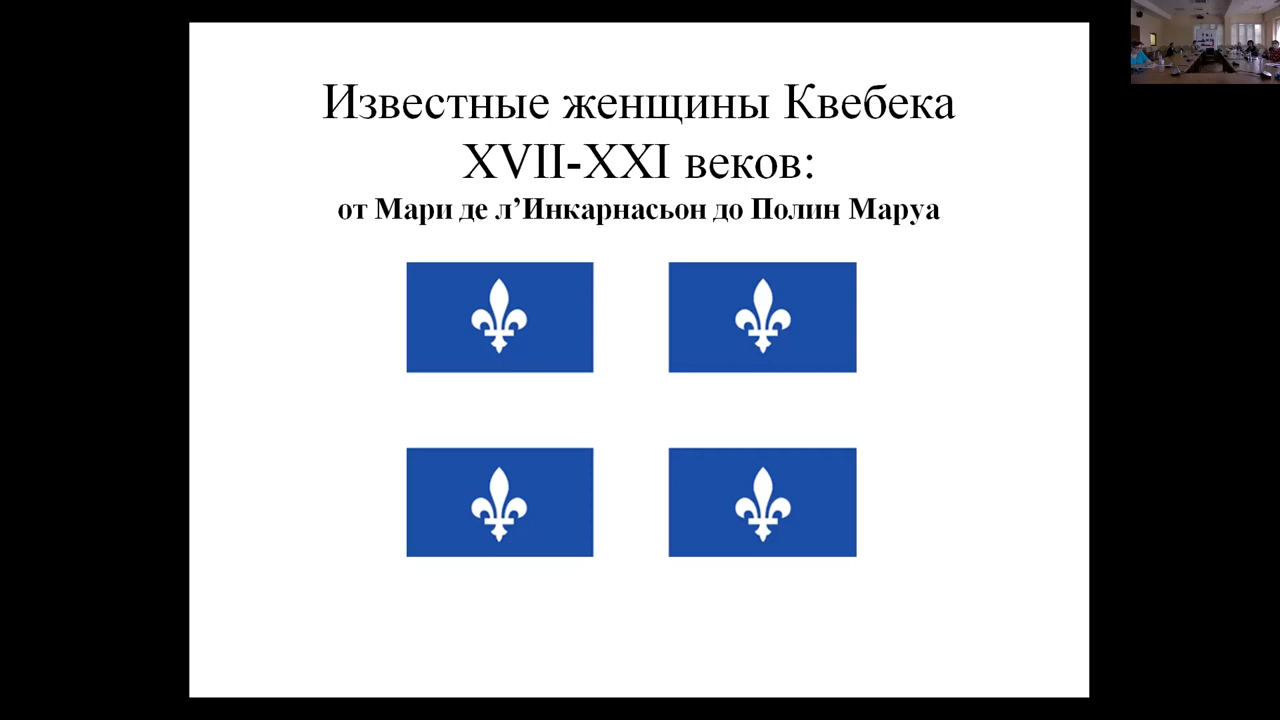 Известные женщины Квебека
XVII-XXI веков:
от Мари де л’Инкарнасьон до Полин Маруа